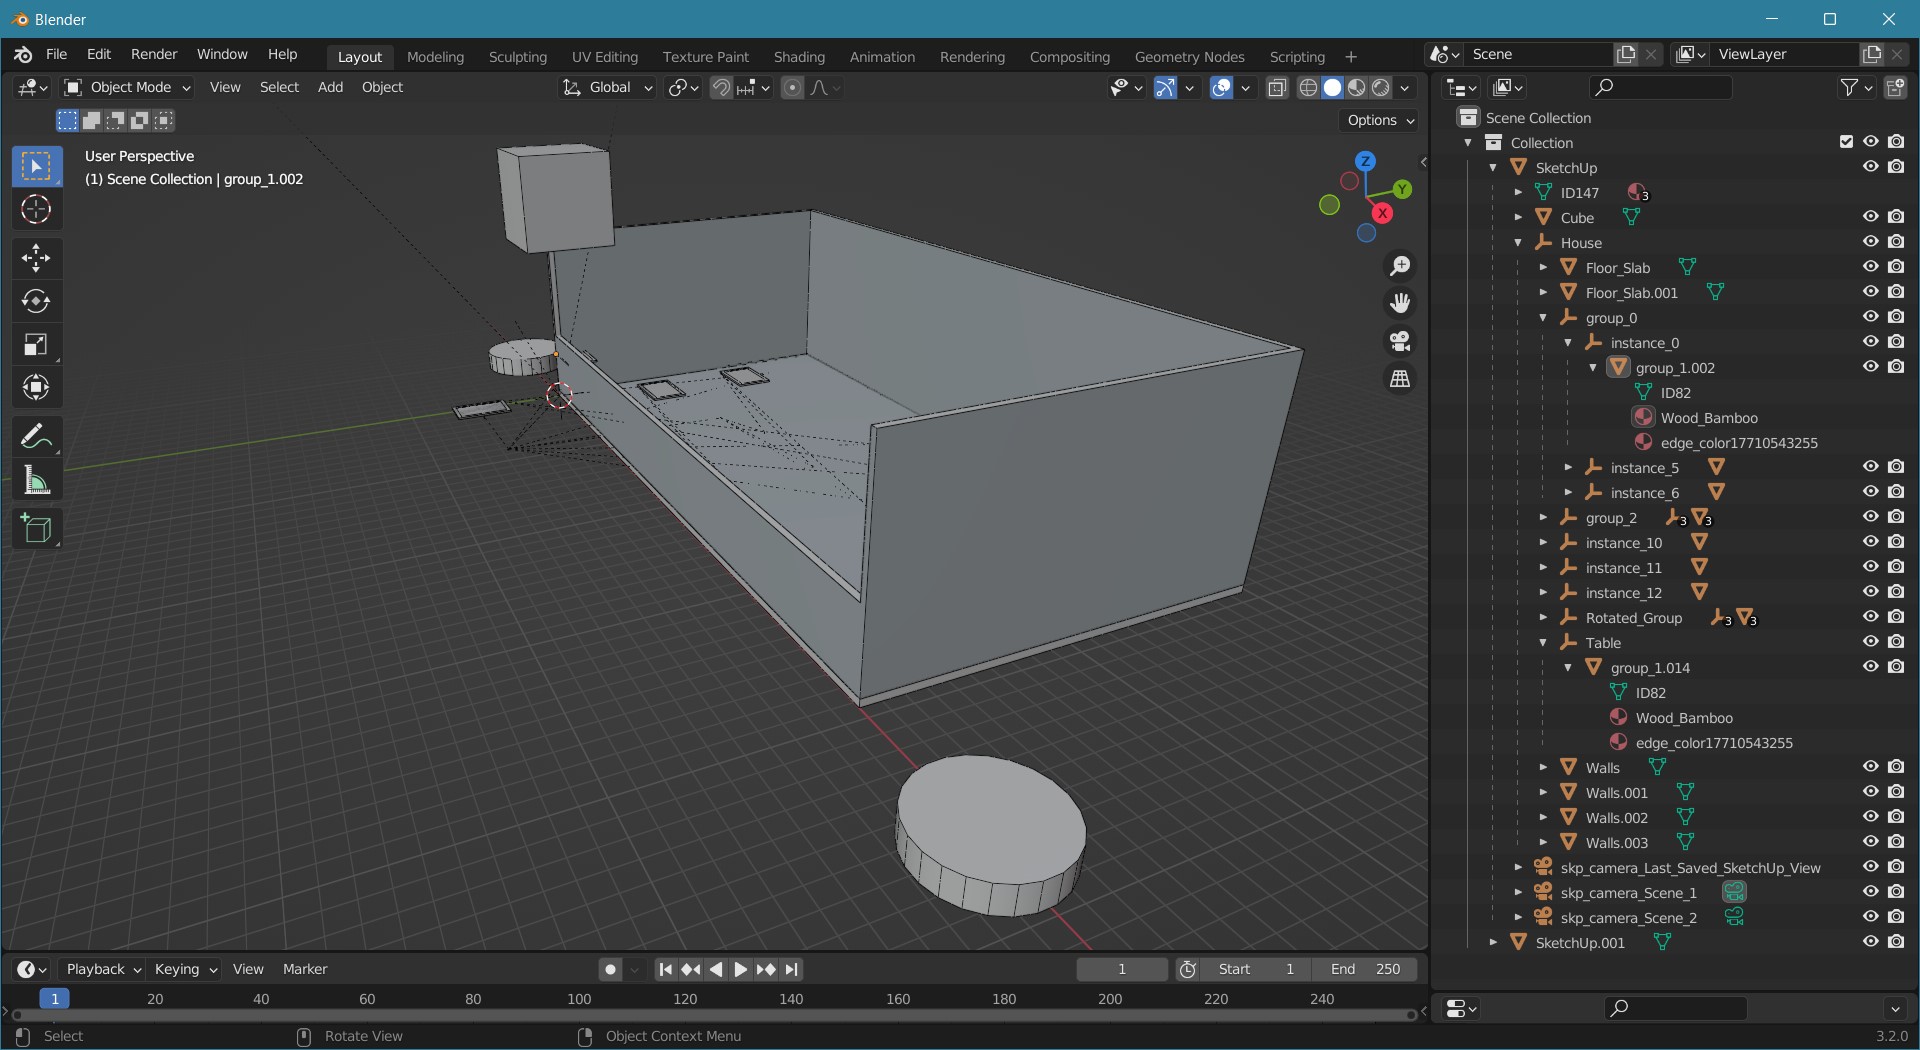 Blender
File Edit Render Window Help Layout Modeling Sculpting UV Editing Texture Paint Shading Animation Rendering Compositing Geometry Nodes Scripting + Scene ViewLayer
Object Mode View Select Add Object Global
Options
User Perspective
(1) Scene Collection | group_1.002
Z
Y
X
Scene Collection
Collection
SketchUp
ID147 3
Cube
House
Floor_Slab
Floor_Slab.001
group_0
instance_0
group_1.002
ID82
Wood_Bamboo
edge_color17710543255
instance_5
instance_6
group_2 3 3
instance_10
instance_11
instance_12
Rotated_Group 3 3
Table
group_1.014
ID82
Wood_Bamboo
edge_color17710543255
Walls
Walls.001
Walls.002
Walls.003
skp_camera_Last_Saved_SketchUp_View
skp_camera_Scene_1
skp_camera_Scene_2
SketchUp.001
Playback Keying View Marker 1 Start 1 End 250
1 20 40 60 80 100 120 140 160 180 200 220 240
Select Rotate View Object Context Menu 3.2.0